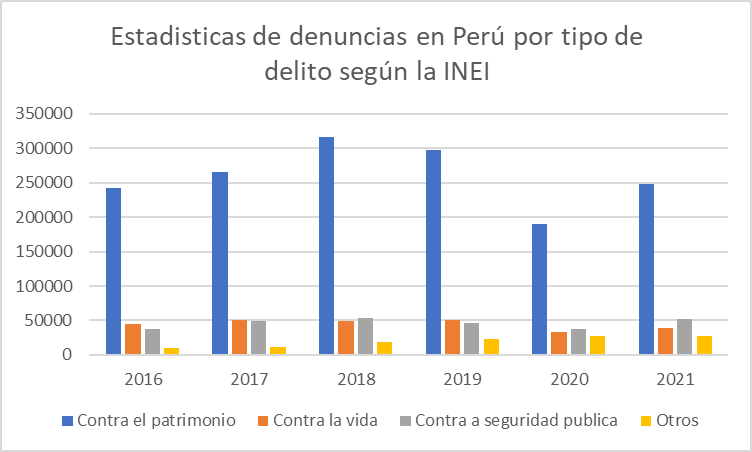 Estadisticas de denuncias en Perú por tipo de
delito según la INEI
350000
300000
250000
200000
150000
100000
50000
0
2016 2017 2018 2019 2020 2021
Contra el patrimonio Contra la vida Contra a seguridad publica Otros